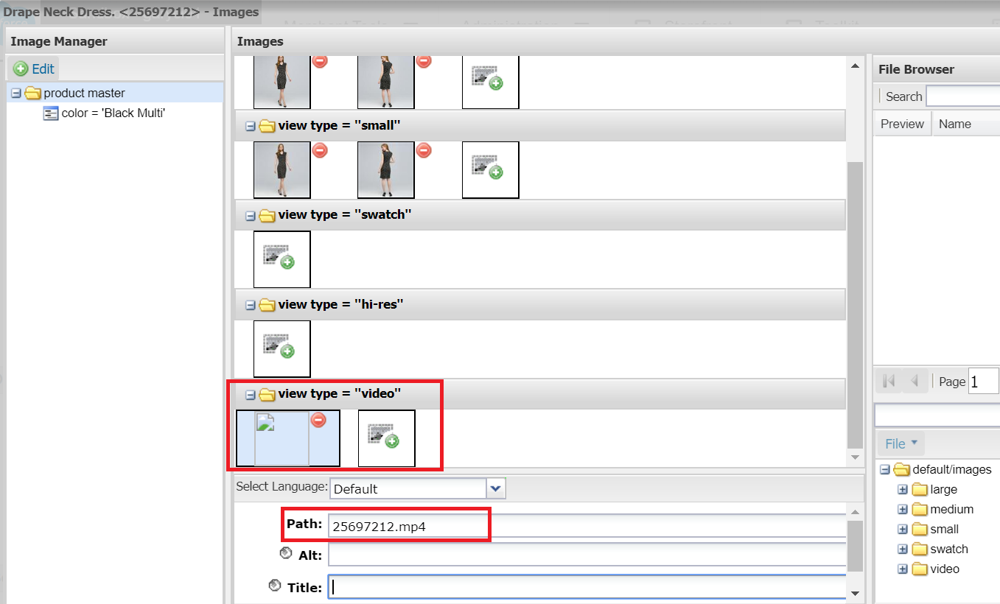 Drape Neck Dress. <25697212> - Images
Image Manager
Edit
product master
color = 'Black Multi'
Images
view type = "small"
view type = "swatch"
view type = "hi-res"
view type = "video"
Select Language: Default
Path: 25697212.mp4
Alt:
Title:
File Browser
Search
Preview Name
Page 1
File
default/images
large
medium
small
swatch
video